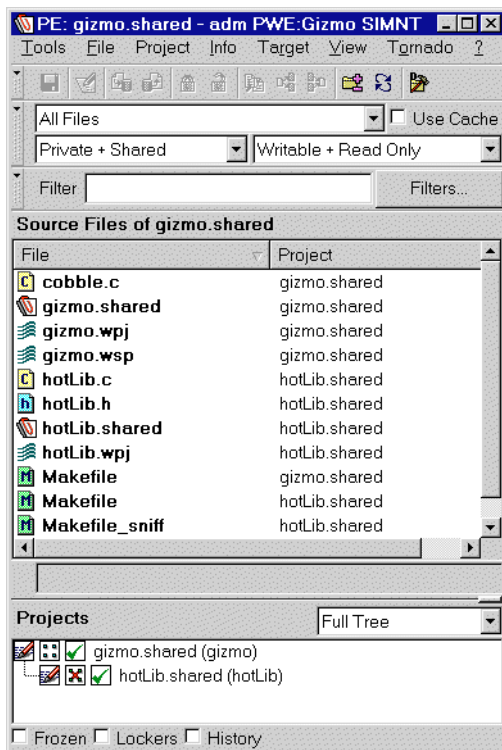 PE: gizmo.shared - adm PWE:Gizmo SIMNT
Tools File Project Info Target View Tornado ?
All Files Use Cache
Private + Shared Writable + Read Only
Filter Filters...
Source Files of gizmo.shared
File Project
cobble.c gizmo.shared
gizmo.shared gizmo.shared
gizmo.wpj gizmo.shared
gizmo.wsp gizmo.shared
hotLib.c hotLib.shared
hotLib.h hotLib.shared
hotLib.shared hotLib.shared
hotLib.wpj hotLib.shared
Makefile gizmo.shared
Makefile hotLib.shared
Makefile_sniff hotLib.shared
Projects Full Tree
gizmo.shared (gizmo)
hotLib.shared (hotLib)
Frozen Lockers History